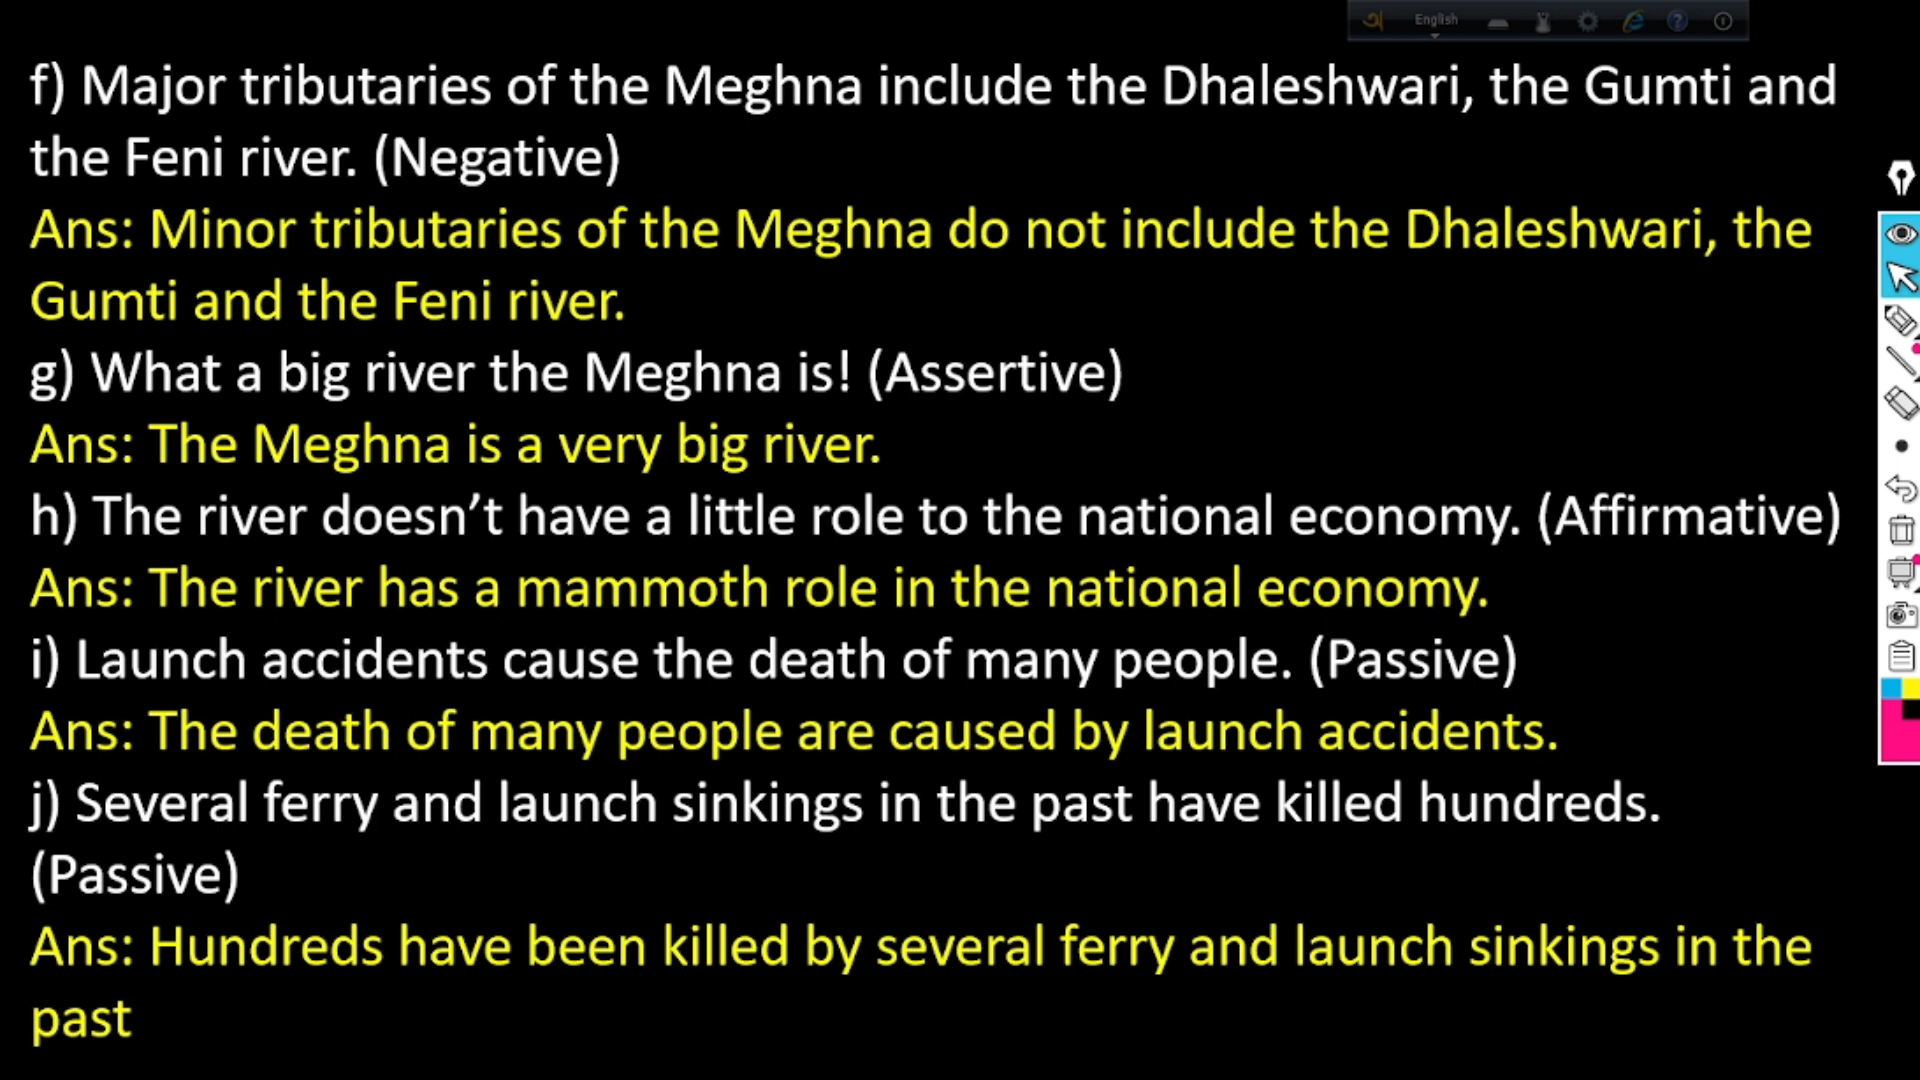 অ English
f) Major tributaries of the Meghna include the Dhaleshwari, the Gumti and
the Feni river. (Negative)
Ans: Minor tributaries of the Meghna do not include the Dhaleshwari, the
Gumti and the Feni river.
g) What a big river the Meghna is! (Assertive)
Ans: The Meghna is a very big river.
h) The river doesn’t have a little role to the national economy. (Affirmative)
Ans: The river has a mammoth role in the national economy.
i) Launch accidents cause the death of many people. (Passive)
Ans: The death of many people are caused by launch accidents.
j) Several ferry and launch sinkings in the past have killed hundreds.
(Passive)
Ans: Hundreds have been killed by several ferry and launch sinkings in the
past